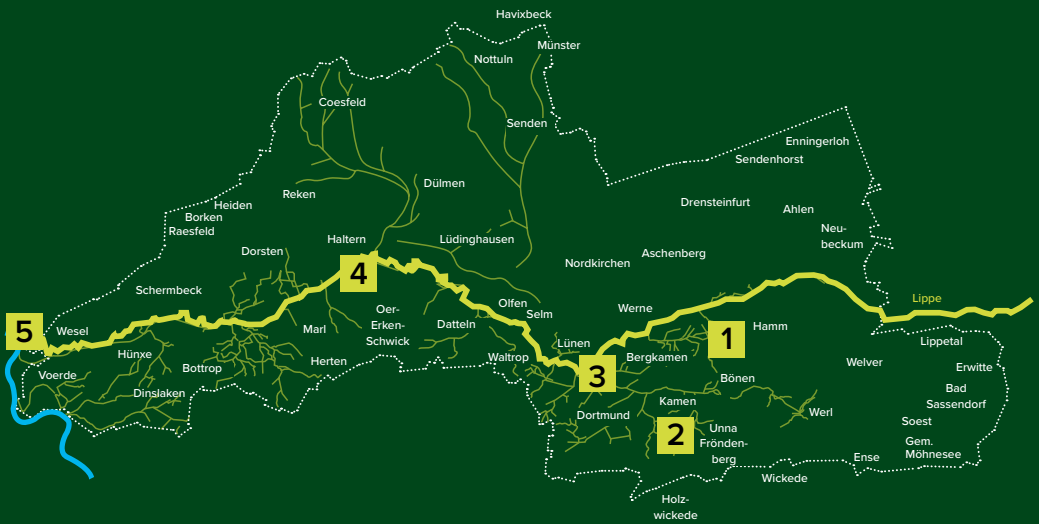 Havixbeck
Münster
Nottuln
Coesfeld
Senden
Enningerloh
Sendenhorst
Dülmen
Reken
Drensteinfurt
Ahlen
Heiden
Borken
Raesfeld
Neu-
beckum
Haltern
Lüdinghausen
Dorsten
Aschenberg
Nordkirchen
4
Schermbeck
Lippe
Olfen
Selm
Werne
Oer-
Erken-
Schwick
Datteln
Marl
Hamm
5
Wesel
1
Lünen
Lippetal
Hünxe
Waltrop
Bergkamen
Herten
Bottrop
Welver
Erwitte
Voerde
3
Bönen
Bad
Sassendorf
Dinslaken
Kamen
Dortmund
Werl
Soest
2
Unna
Frönden-
berg
Gem.
Möhnesee
Ense
Wickede
Holz-
wickede